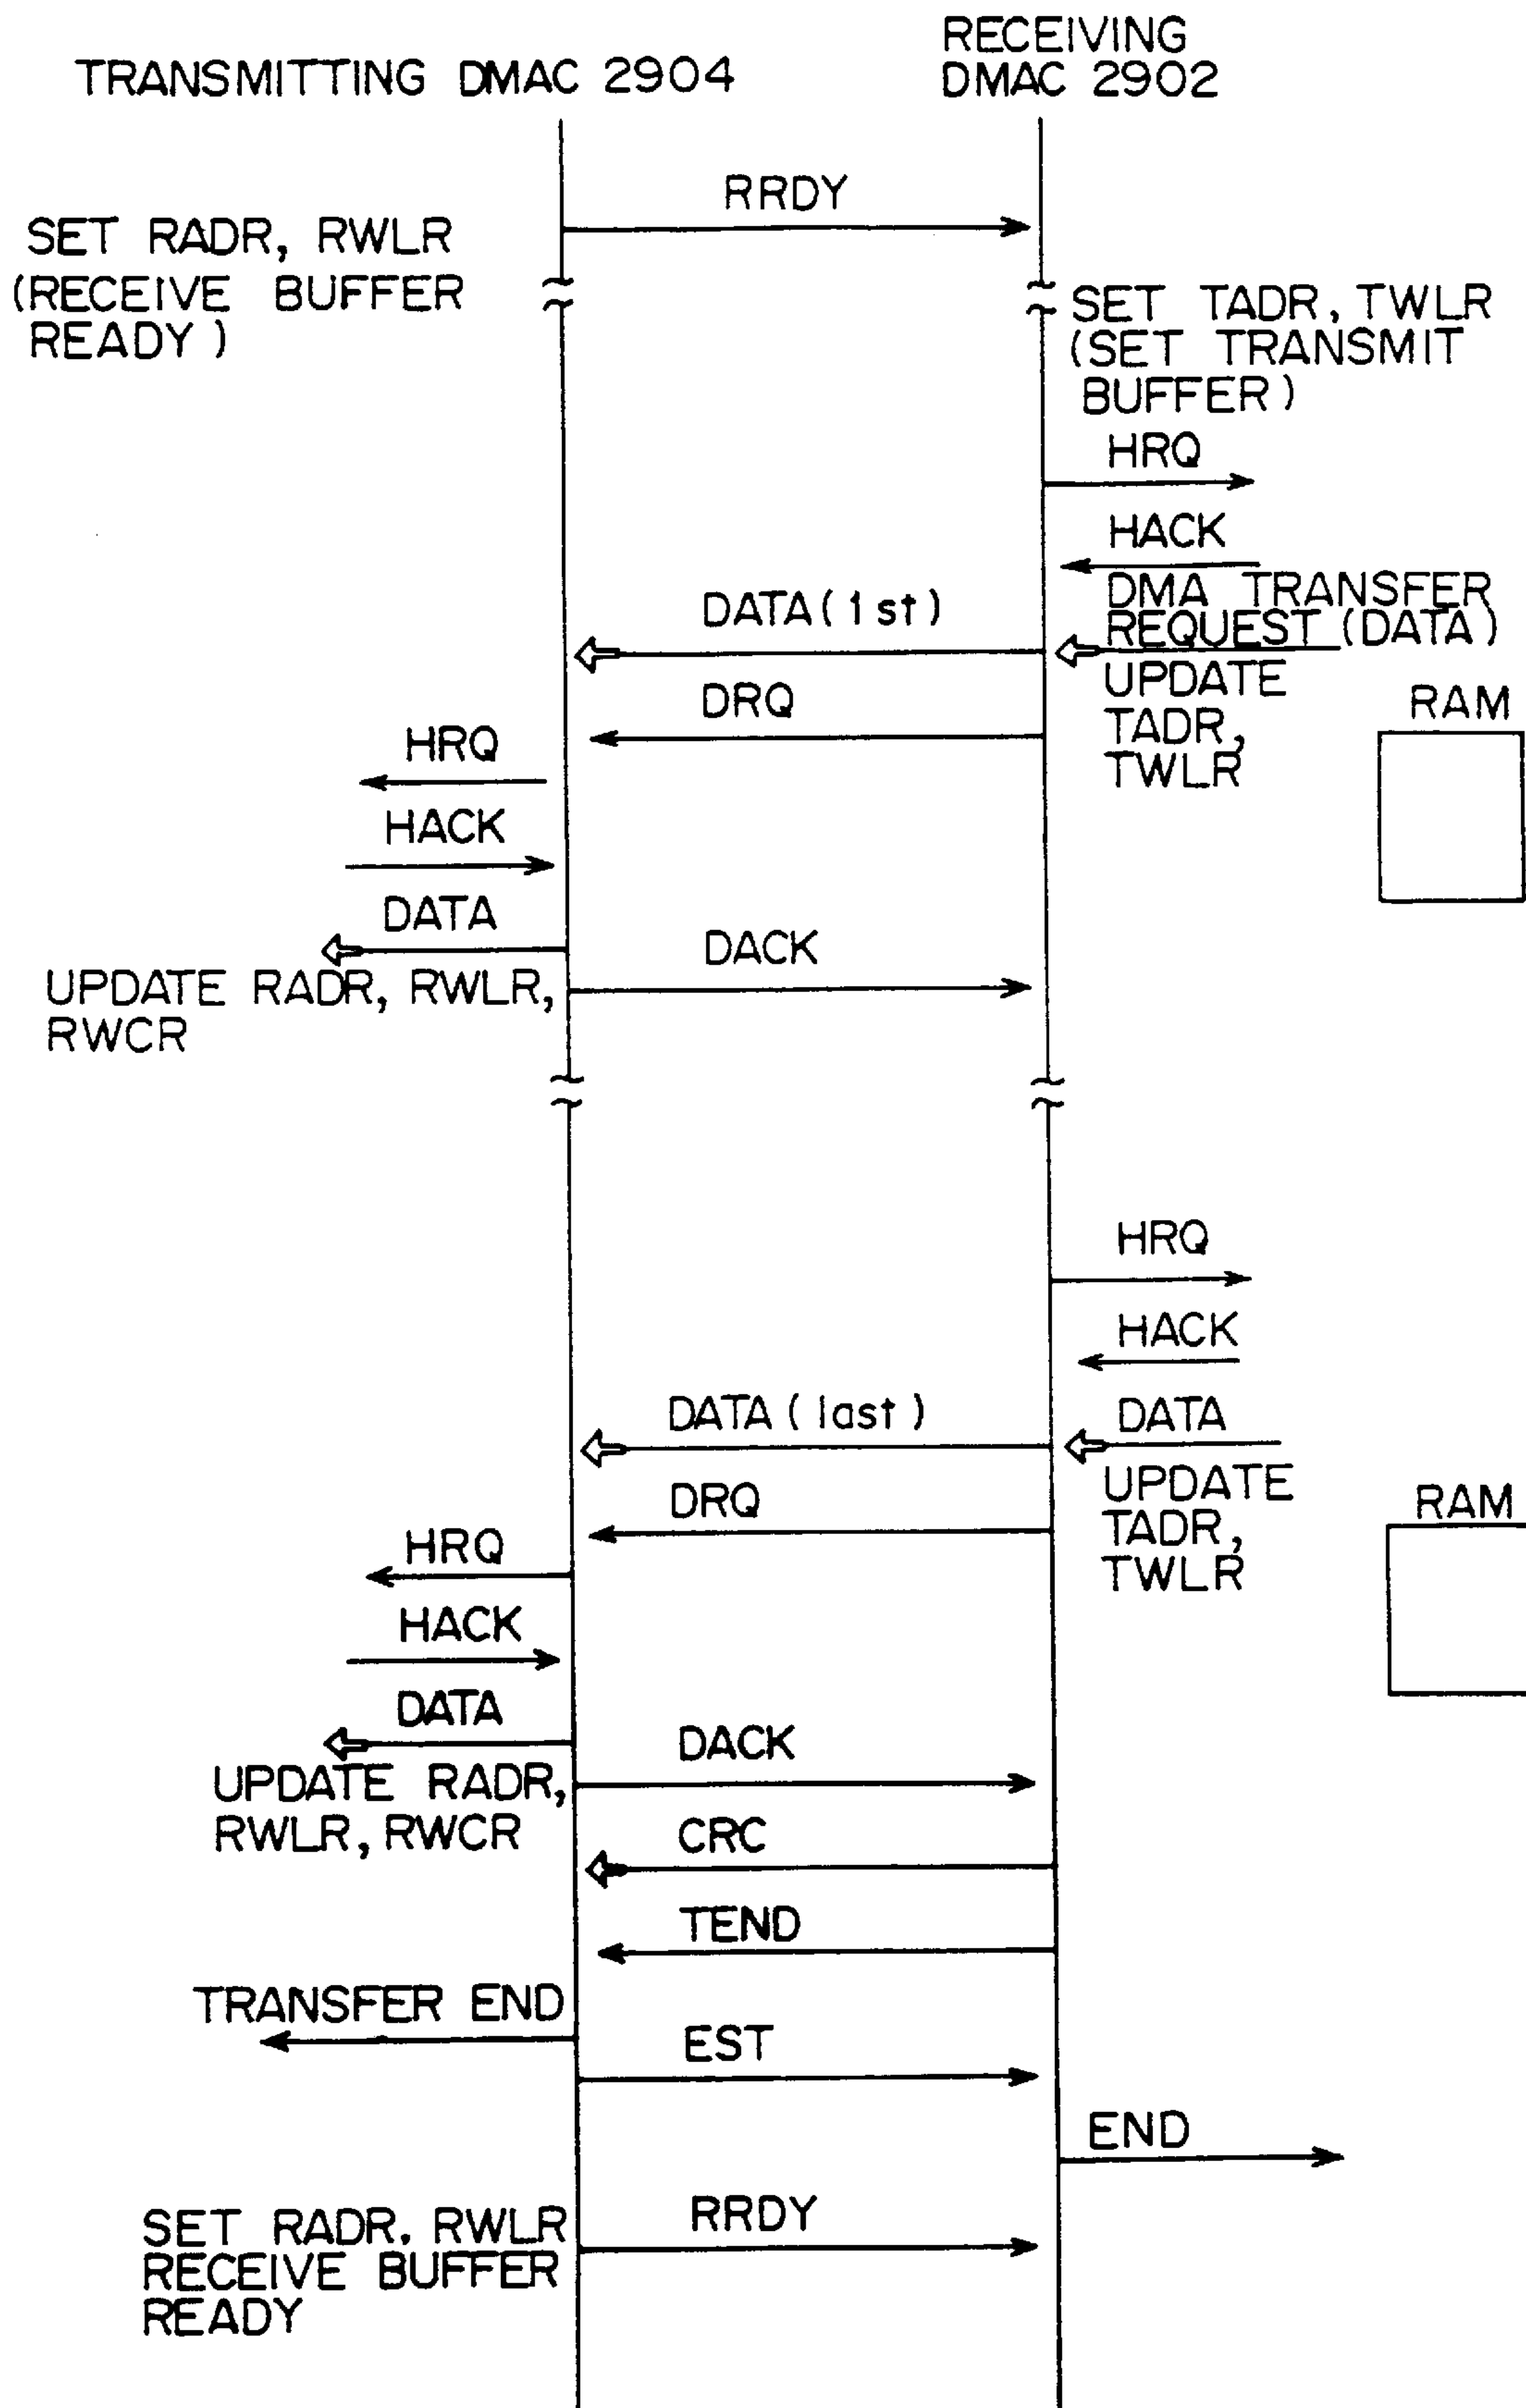 RECEIVING
TRANSMITTING DMAC 2904
DMAC 2902
RRDY
SET RADR, RWLR
(RECEIVE BUFFER
READY)
SET TADR, TWLR
(SET TRANSMIT
BUFFER)
HRQ
HACK
DMA TRANSFER
REQUEST (DATA)
DATA (1st)
UPDATE
TADR,
TWLR
RAM
DRQ
HRQ
HACK
DATA
DACK
UPDATE RADR, RWLR,
RWCR
HRQ
HACK
DATA (last)
DATA
UPDATE
TADR,
TWLR
RAM
DRQ
HRQ
HACK
DATA
DACK
UPDATE RADR,
RWLR, RWCR
CRC
TEND
TRANSFER END
EST
END
RRDY
SET RADR, RWLR
RECEIVE BUFFER
READY